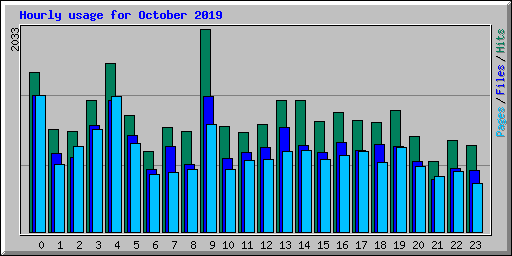 Hourly usage for October 2019
2033
Pages / Files / Hits
0 1 2 3 4 5 6 7 8 9 10 11 12 13 14 15 16 17 18 19 20 21 22 23